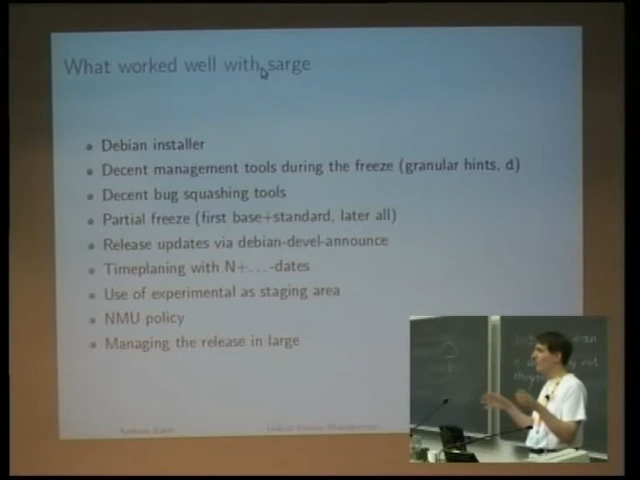 What worked well with sarge
Debian installer
Decent management tools during the freeze (granular hints, d)
Decent bug squashing tools
Partial freeze (first base+standard, later all)
Release updates via debian-devel-announce
Timeplaning with N+...-dates
Use of experimental as staging area
NMU policy
Managing the release in large